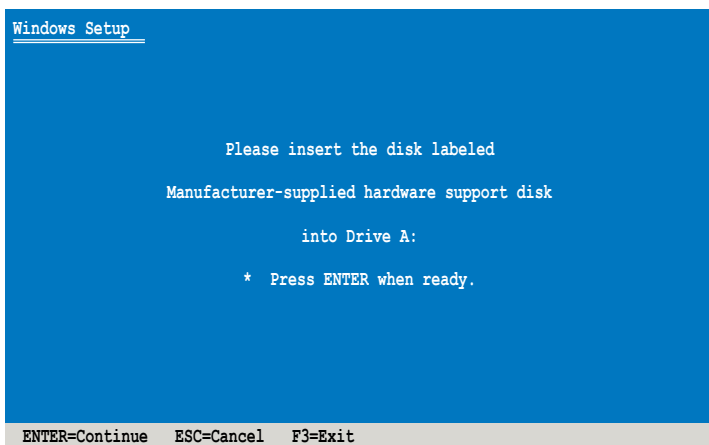 Windows Setup
Please insert the disk labeled
Manufacturer-supplied hardware support disk
into Drive A:
* Press ENTER when ready.
ENTER=Continue ESC=Cancel F3=Exit